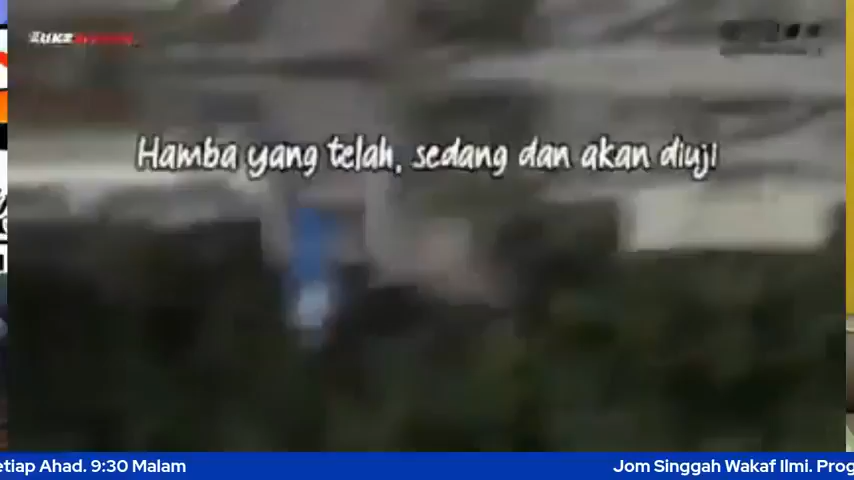 Hamba yang telah, sedang dan akan diuji
etiap Ahad. 9:30 Malam
Jom Singgah Wakaf Ilmi. Prog